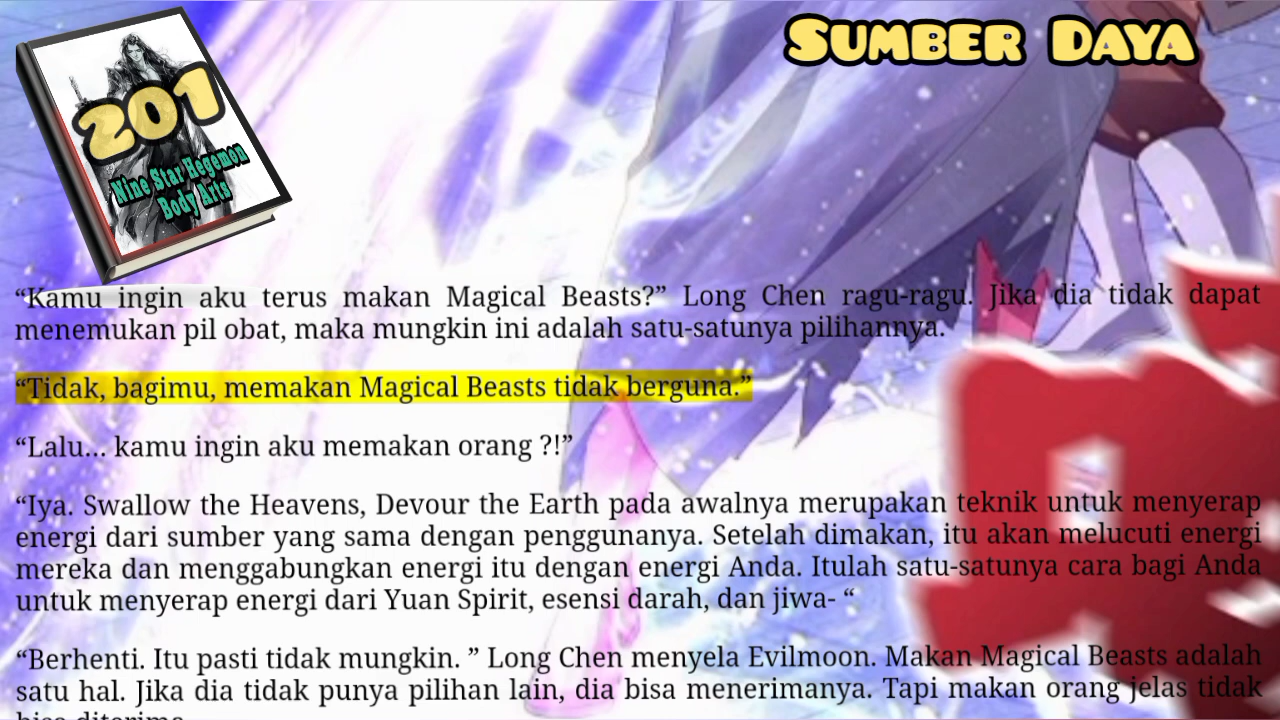 Sumber Daya
201
Nine Star Hegemon
Body Arts
“Kamu ingin aku terus makan Magical Beasts?” Long Chen ragu-ragu. Jika dia tidak dapat
menemukan pil obat, maka mungkin ini adalah satu-satunya pilihannya.
“Tidak, bagimu, memakan Magical Beasts tidak berguna.”
“Lalu… kamu ingin aku memakan orang ?!”
“Iya. Swallow the Heavens, Devour the Earth pada awalnya merupakan teknik untuk menyerap
energi dari sumber yang sama dengan penggunanya. Setelah dimakan, itu akan melucuti energi
mereka dan menggabungkan energi itu dengan energi Anda. Itulah satu-satunya cara bagi Anda
untuk menyerap energi dari Yuan Spirit, esensi darah, dan jiwa- “
“Berhenti. Itu pasti tidak mungkin. ” Long Chen menyela Evilmoon. Makan Magical Beasts adalah
satu hal. Jika dia tidak punya pilihan lain, dia bisa menerimanya. Tapi makan orang jelas tidak